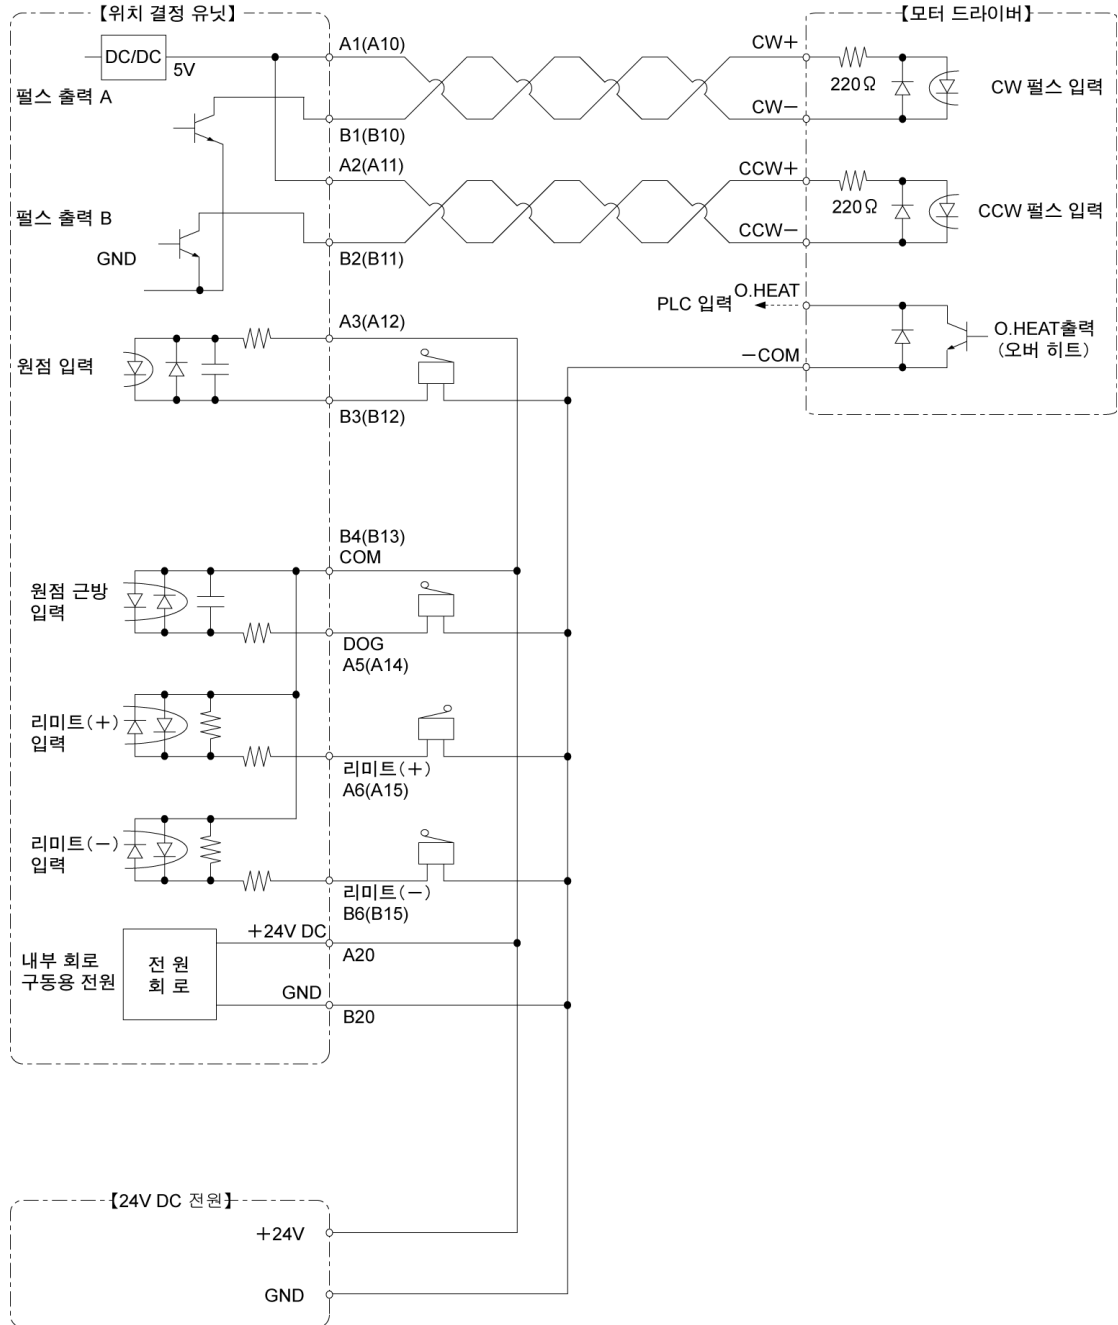 【위치 결정 유닛】
DC/DC
5V
펄스 출력 A
펄스 출력 B
GND
A1(A10)
B1(B10)
A2(A11)
B2(B11)
【모터 드라이버】
CW+
220Ω
CW 펄스 입력
CW−
CCW+
220Ω
CCW 펄스 입력
CCW−
PLC 입력
O.HEAT
O.HEAT출력
(오버 히트)
−COM
원점 입력
A3(A12)
B3(B12)
B4(B13)
COM
원점 근방
입력
DOG
A5(A14)
리미트(+)
입력
리미트(+)
A6(A15)
리미트(−)
입력
리미트(−)
B6(B15)
내부 회로
구동용 전원
전 원
회 로
+24V DC
A20
GND
B20
【24V DC 전원】
+24V
GND